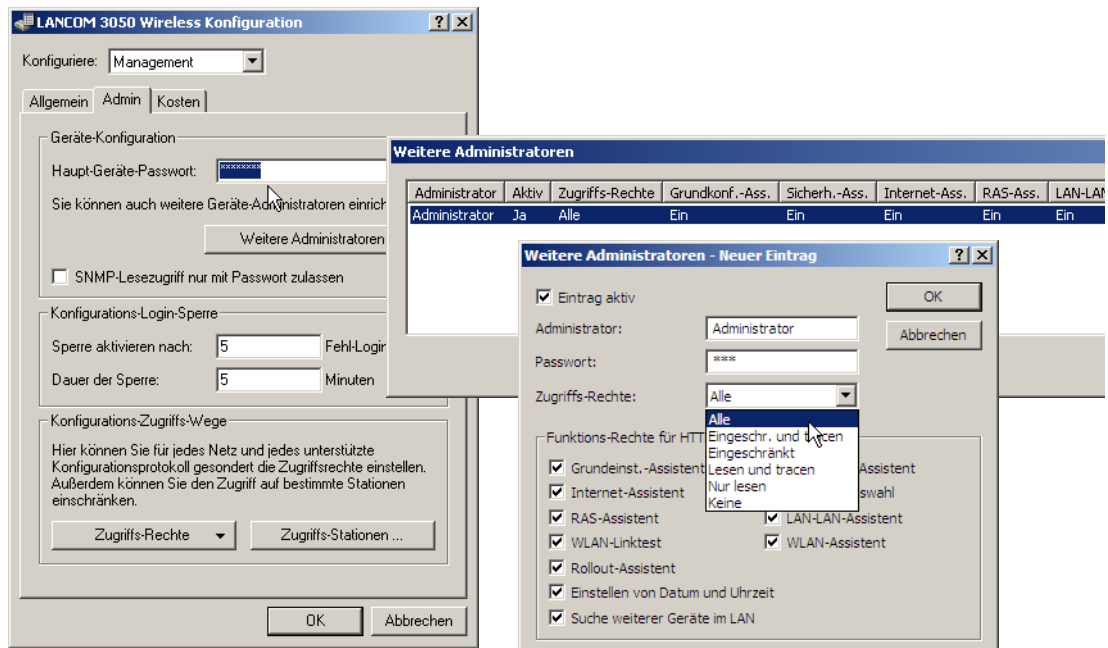 LANCOM 3050 Wireless Konfiguration
Konfiguriere: Management
Allgemein Admin Kosten
Geräte-Konfiguration
Haupt-Geräte-Passwort: ********
Sie können auch weitere Geräte-Administratoren einrich
Weitere Administratoren
SNMP-Lesezugriff nur mit Passwort zulassen
Konfigurations-Login-Sperre
Sperre aktivieren nach: 5 Fehl-Login
Dauer der Sperre: 5 Minuten
Konfigurations-Zugriffs-Wege
Hier können Sie für jedes Netz und jedes unterstützte
Konfigurationsprotokoll gesondert die Zugriffsrechte einstellen.
Außerdem können Sie den Zugriff auf bestimmte Stationen
einschränken.
Zugriffs-Rechte Zugriffs-Stationen ...
OK Abbrechen
Weitere Administratoren
Administrator Aktiv Zugriffs-Rechte Grundkonf.-Ass. Sicherh.-Ass. Internet-Ass. RAS-Ass. LAN-LAN
Administrator Ja Alle Ein Ein Ein Ein Ein
Weitere Administratoren - Neuer Eintrag
Eintrag aktiv
OK
Administrator: Administrator
Abbrechen
Passwort: ***
Zugriffs-Rechte: Alle
Alle
Eingeschr. und tracen
Eingeschränkt
Lesen und tracen
Nur lesen
Keine
Funktions-Rechte für HTT
Grundeinst.-Assistent Assistent
Internet-Assistent swahl
RAS-Assistent LAN-LAN-Assistent
WLAN-Linktest WLAN-Assistent
Rollout-Assistent
Einstellen von Datum und Uhrzeit
Suche weiterer Geräte im LAN